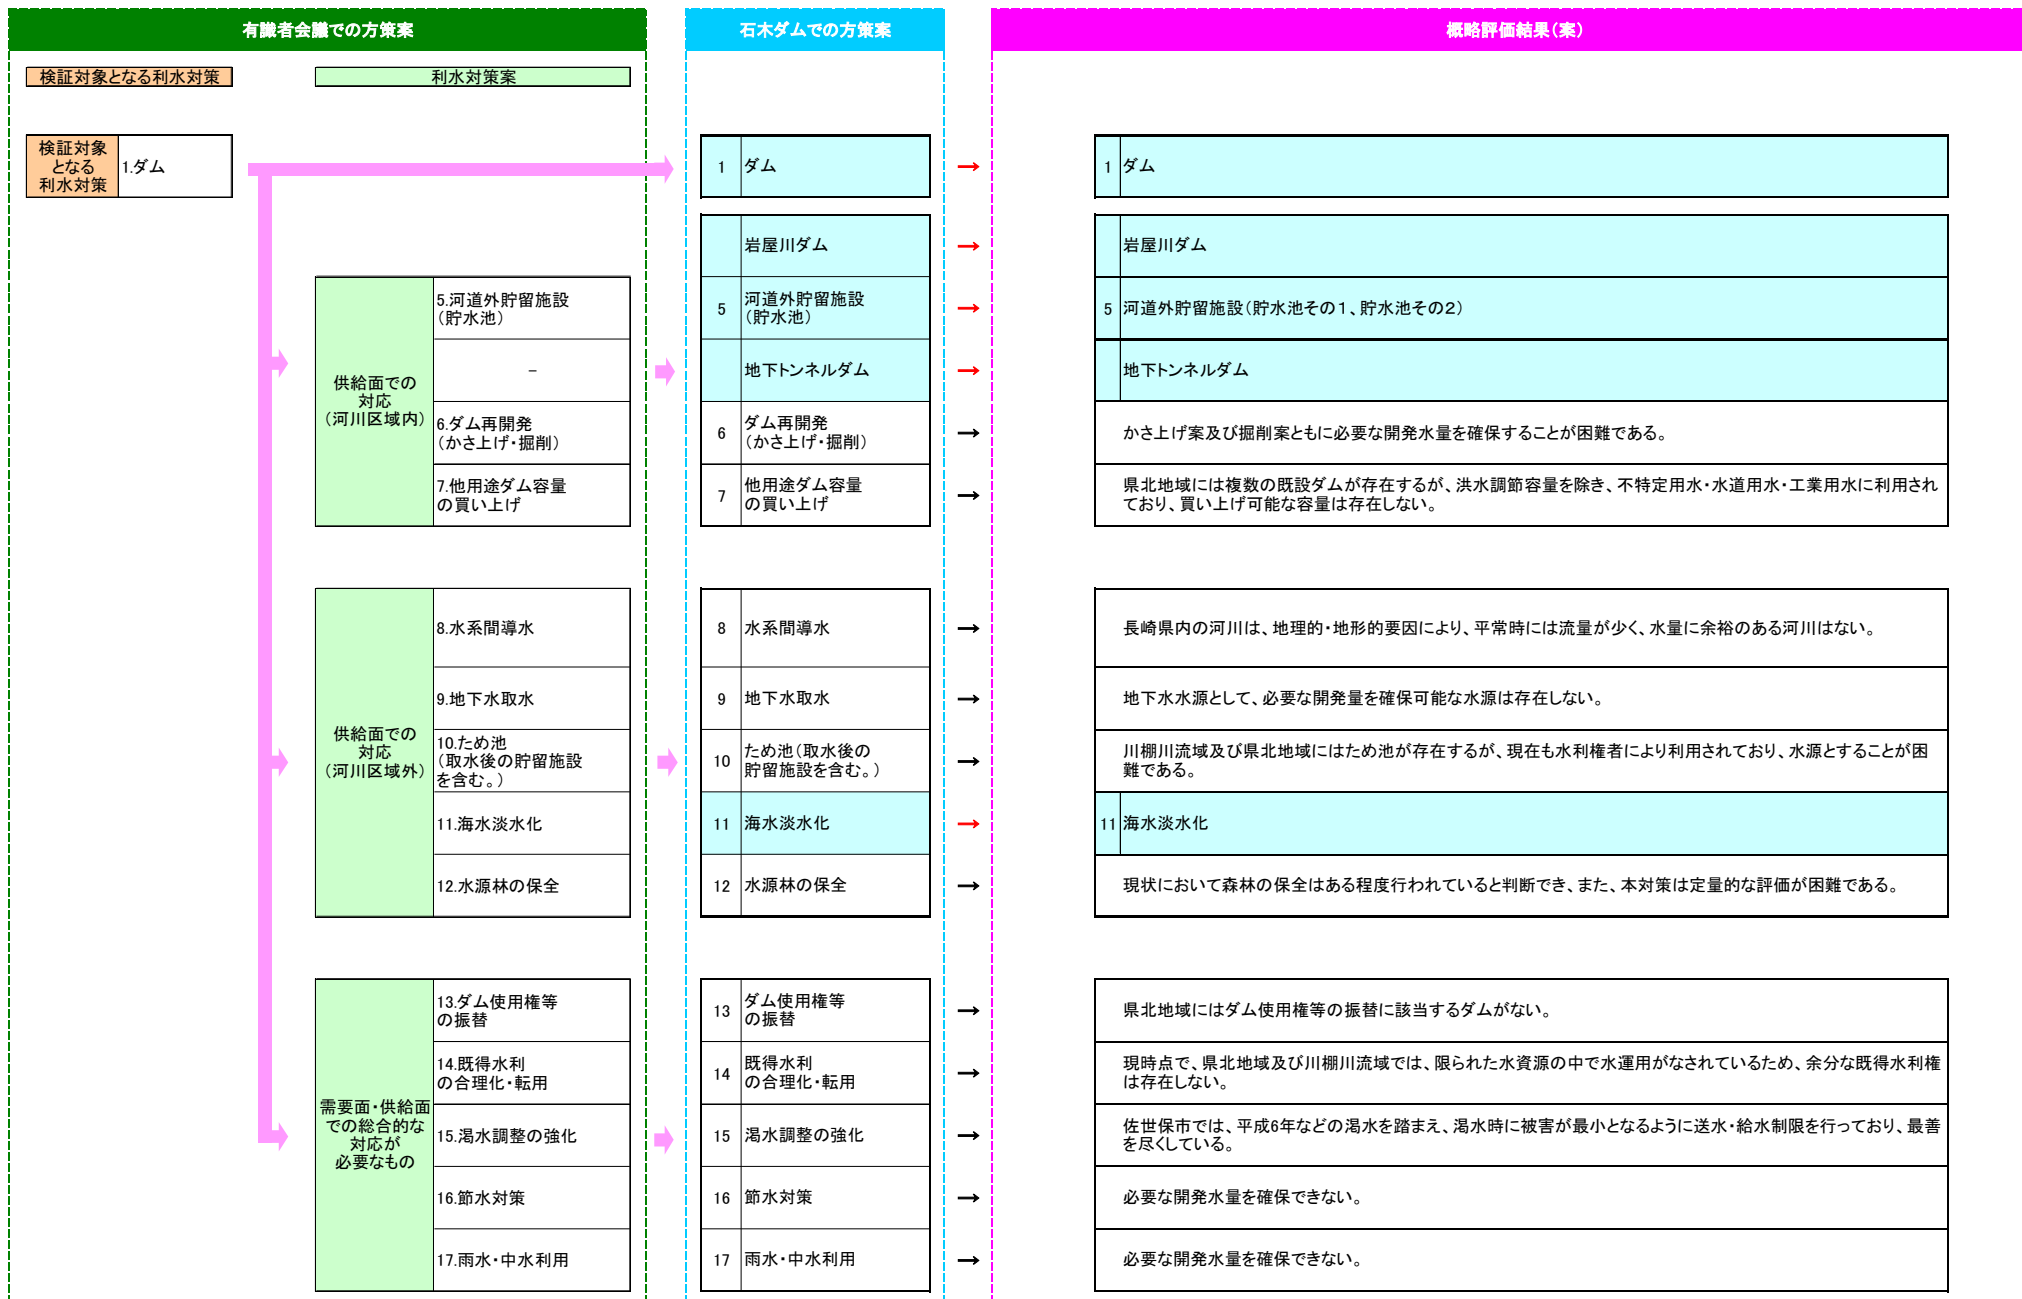 有識者会議での方策案
石木ダムでの方策案
概略評価結果（案）
検証対象となる利水対策
利水対策案
検証対象
となる
利水対策
1.ダム
1
ダム
→
1
ダム
岩屋川ダム
→
岩屋川ダム
供給面での
対応
（河川区域内）
5.河道外貯留施設
（貯水池）
5
河道外貯留施設
（貯水池）
→
5
河道外貯留施設（貯水池その１、貯水池その２）
－
地下トンネルダム
→
地下トンネルダム
6.ダム再開発
（かさ上げ・掘削）
6
ダム再開発
（かさ上げ・掘削）
→
かさ上げ案及び掘削案ともに必要な開発水量を確保することが困難である。
7.他用途ダム容量
の買い上げ
7
他用途ダム容量
の買い上げ
→
県北地域には複数の既設ダムが存在するが、洪水調節容量を除き、不特定用水・水道用水・工業用水に利用され
ており、買い上げ可能な容量は存在しない。
供給面での
対応
（河川区域外）
8.水系間導水
8
水系間導水
→
長崎県内の河川は、地理的・地形的要因により、平常時には流量が少く、水量に余裕のある河川はない。
9.地下水取水
9
地下水取水
→
地下水水源として、必要な開発量を確保可能な水源は存在しない。
10.ため池
（取水後の貯留施設
を含む。）
10
ため池（取水後の
貯留施設を含む。）
→
川棚川流域及び県北地域にはため池が存在するが、現在も水利権者により利用されており、水源とすることが困
難である。
11.海水淡水化
11
海水淡水化
→
11
海水淡水化
12.水源林の保全
12
水源林の保全
→
現状において森林の保全はある程度行われていると判断でき、また、本対策は定量的な評価が困難である。
需要面・供給面
での総合的な
対応が
必要なもの
13.ダム使用権等
の振替
13
ダム使用権等
の振替
→
県北地域にはダム使用権等の振替に該当するダムがない。
14.既得水利
の合理化・転用
14
既得水利
の合理化・転用
→
現時点で、県北地域及び川棚川流域では、限られた水資源の中で水運用がなされているため、余分な既得水利権
は存在しない。
15.渇水調整の強化
15
渇水調整の強化
→
佐世保市では、平成6年などの渇水を踏まえ、渇水時に被害が最小となるように送水・給水制限を行っており、最善
を尽くしている。
16.節水対策
16
節水対策
→
必要な開発水量を確保できない。
17.雨水・中水利用
17
雨水・中水利用
→
必要な開発水量を確保できない。